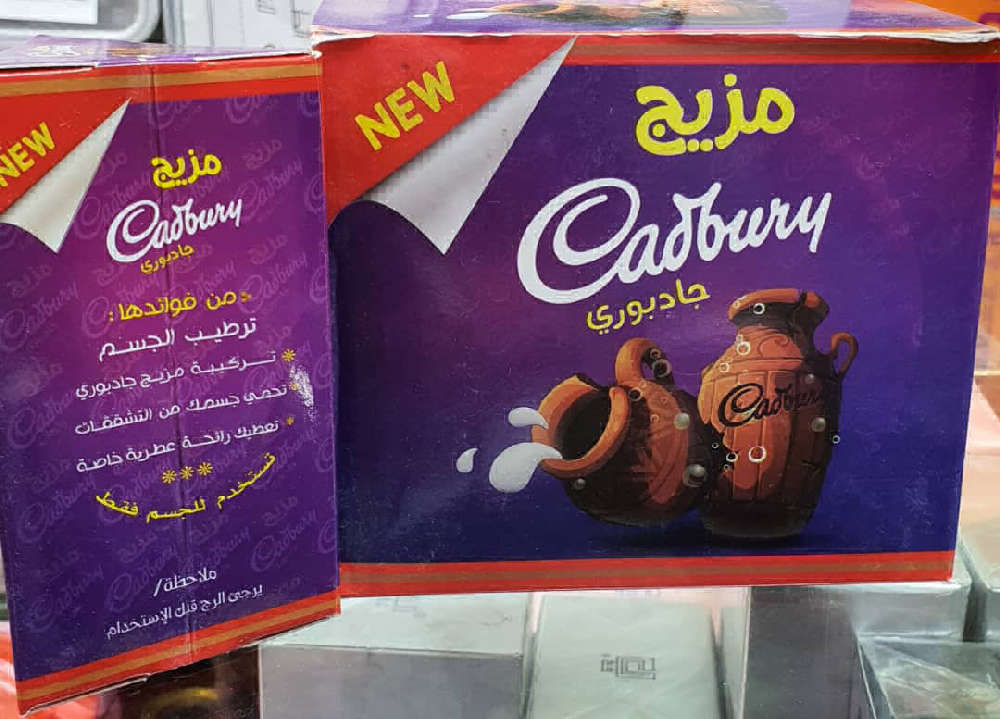 NEW
مزيج
Cadbury
جادبوري
من فوائدها:
ترطيب الجسم
* تركيبة مزيج جادبوري
* تحمي جسمك من التشققات
* تعطيك رائحة عطرية خاصة
***
تستخدم للجسم فقط
ملاحظة/
يرجى الرج قبل الإستخدام
NEW
مزيج
Cadbury
جادبوري
Cadbury